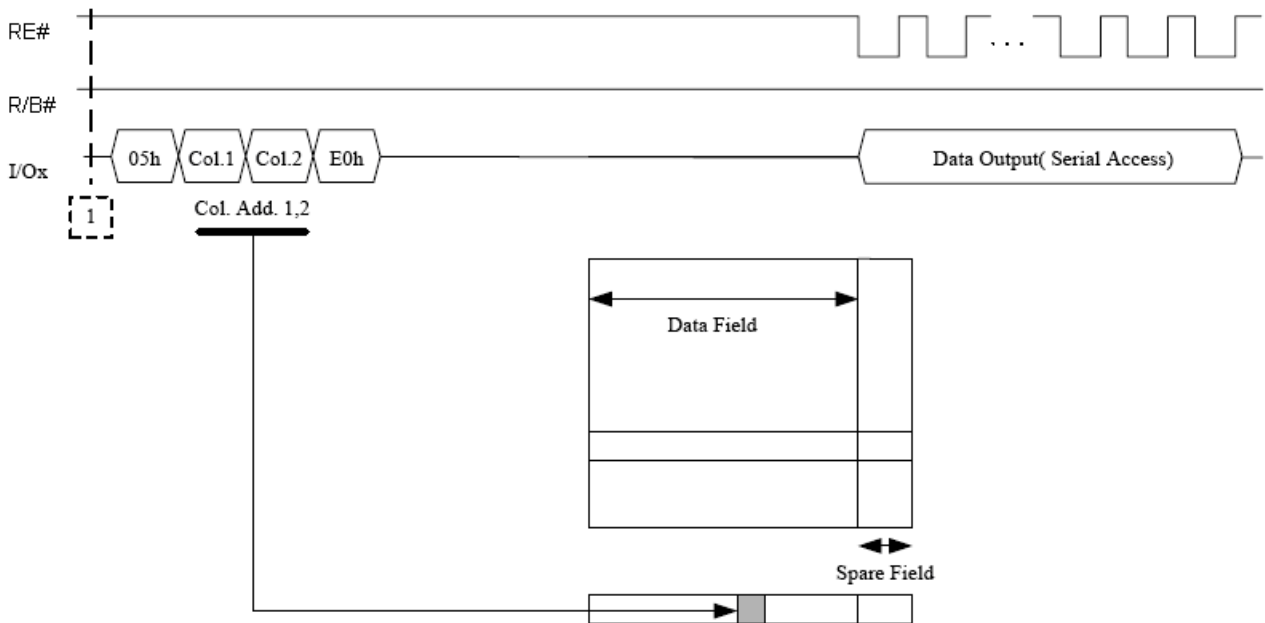 RE#
. . .
R/B#
I/Ox
05h Col.1 Col.2 E0h
Data Output( Serial Access)
1
Col. Add. 1,2
Data Field
Spare Field